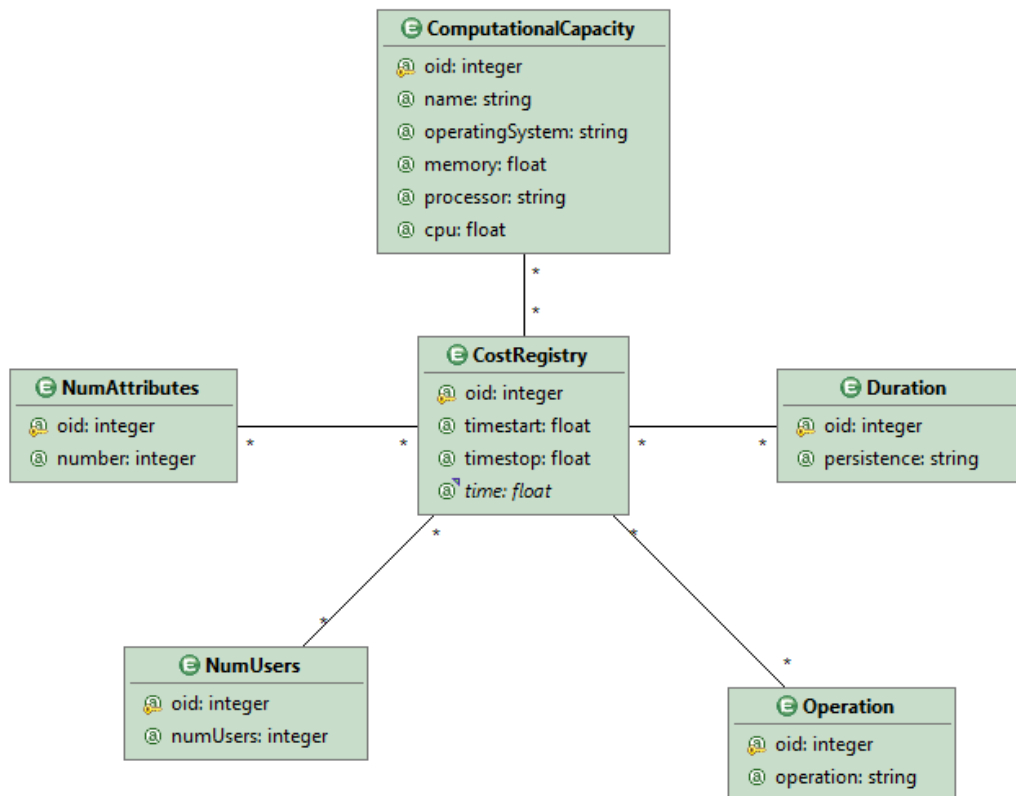 ComputationalCapacity
oid: integer
name: string
operatingSystem: string
memory: float
processor: string
cpu: float
*
*
CostRegistry
oid: integer
timestart: float
timestop: float
time: float
NumAttributes
oid: integer
number: integer
*
*
Duration
oid: integer
persistence: string
*
*
*
*
NumUsers
oid: integer
numUsers: integer
*
*
Operation
oid: integer
operation: string